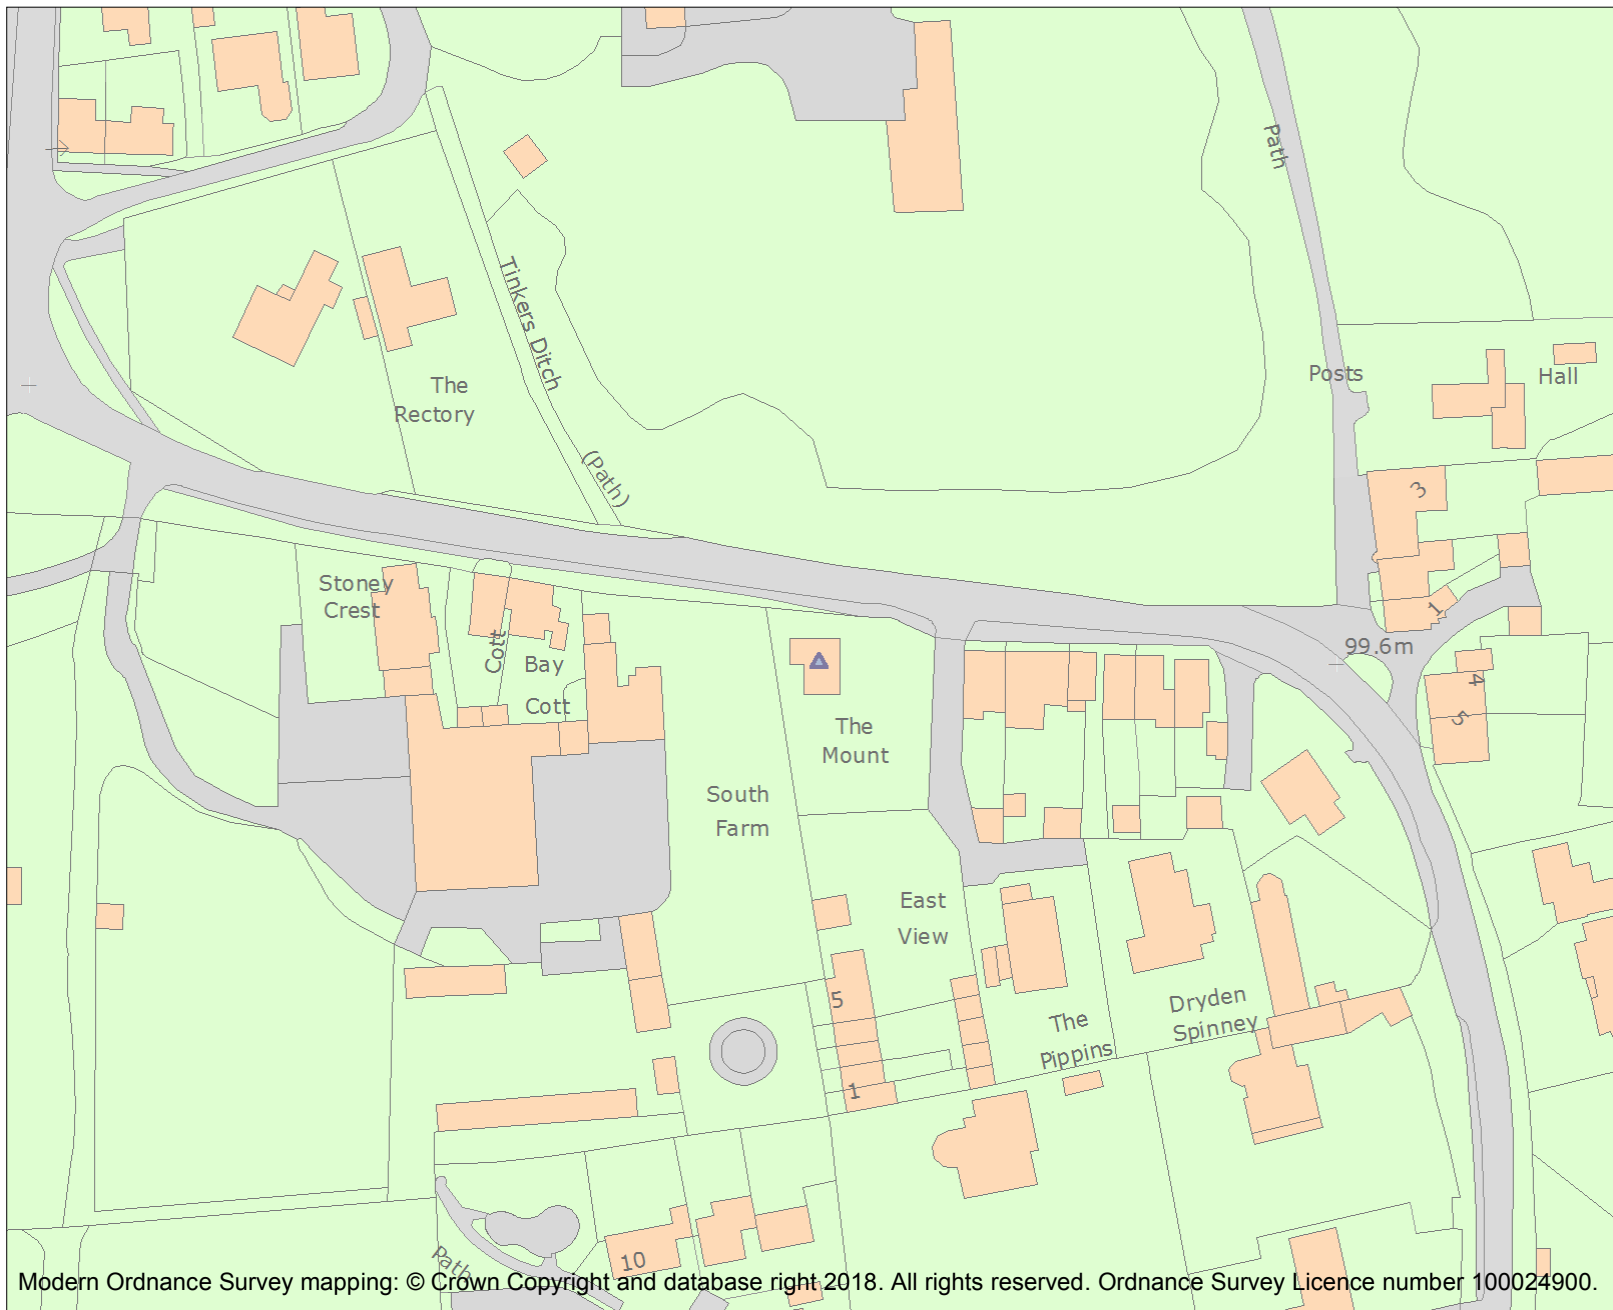 Path
Tinkers Ditch
(Path)
The
Rectory
Posts
Hall
3
1
99.6m
4
5
Stoney
Crest
Cott
Bay
Cott
The
Mount
South
Farm
East
View
5
1
The
Pippins
Dryden
Spinney
10
Path
Modern Ordnance Survey mapping: © Crown Copyright and database right 2018. All rights reserved. Ordnance Survey Licence number 100024900.